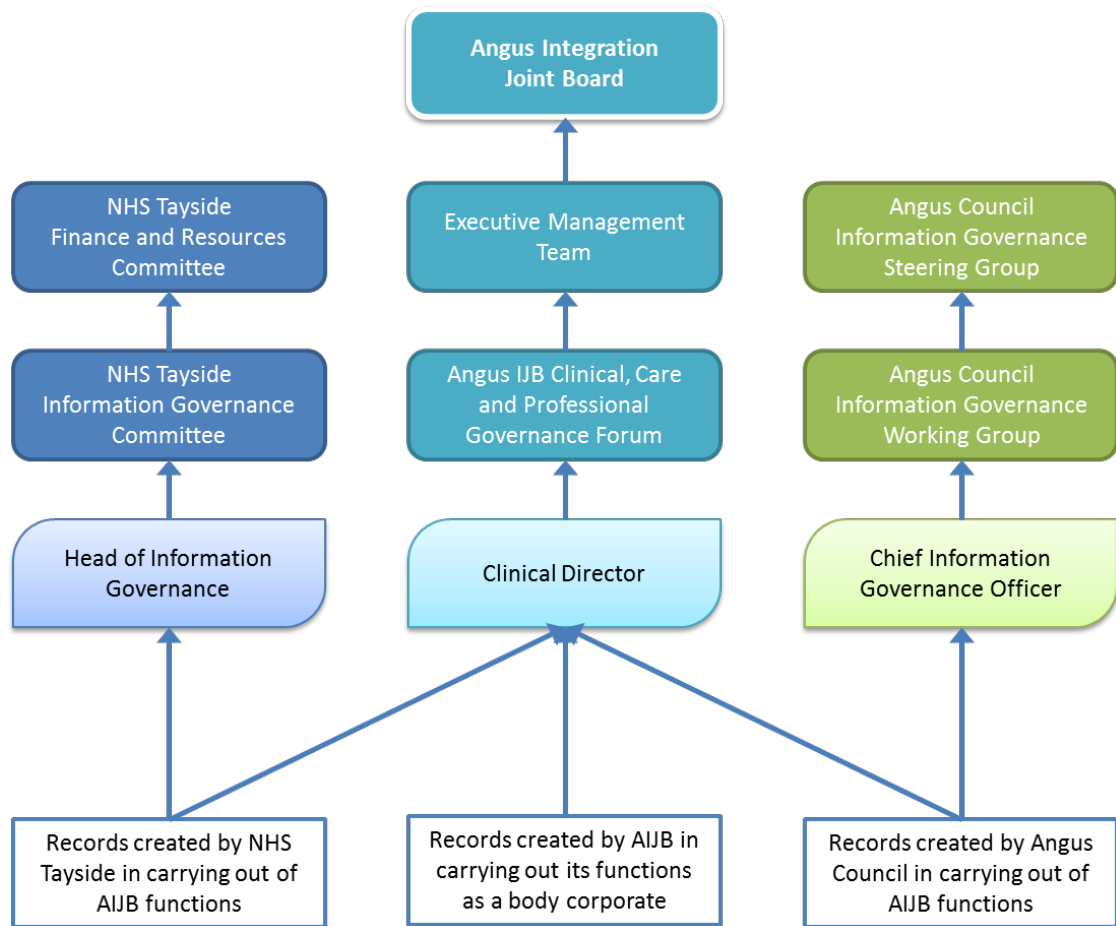 Angus Integration
Joint Board
NHS Tayside
Finance and Resources
Committee
Executive Management
Team
Angus Council
Information Governance
Steering Group
NHS Tayside
Information Governance
Committee
Angus IJB Clinical, Care
and Professional
Governance Forum
Angus Council
Information Governance
Working Group
Head of Information
Governance
Clinical Director
Chief Information
Governance Officer
Records created by NHS
Tayside in carrying out of
AIJB functions
Records created by AIJB in
carrying out its functions
as a body corporate
Records created by Angus
Council in carrying out of
AIJB functions